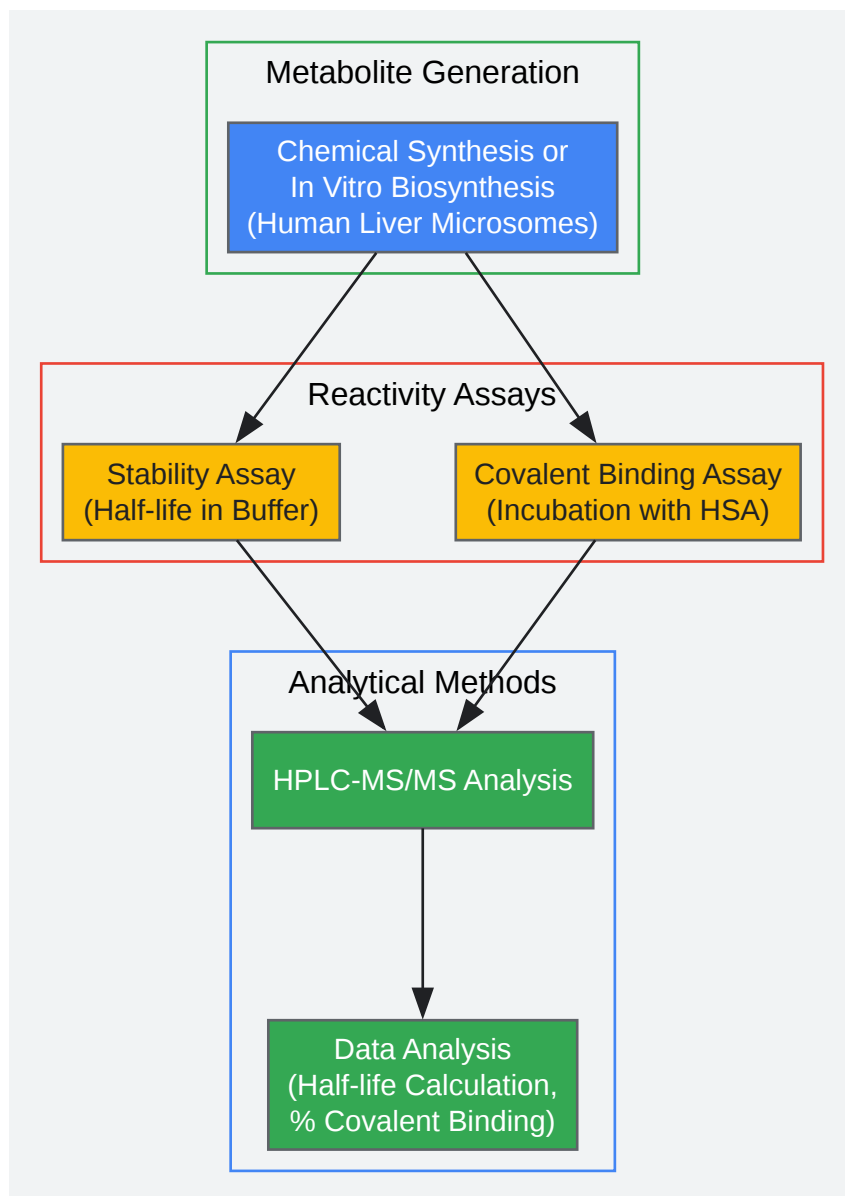 Metabolite Generation
Chemical Synthesis or
In Vitro Biosynthesis
(Human Liver Microsomes)
Reactivity Assays
Stability Assay
(Half-life in Buffer)
Covalent Binding Assay
(Incubation with HSA)
Analytical Methods
HPLC-MS/MS Analysis
Data Analysis
(Half-life Calculation,
% Covalent Binding)